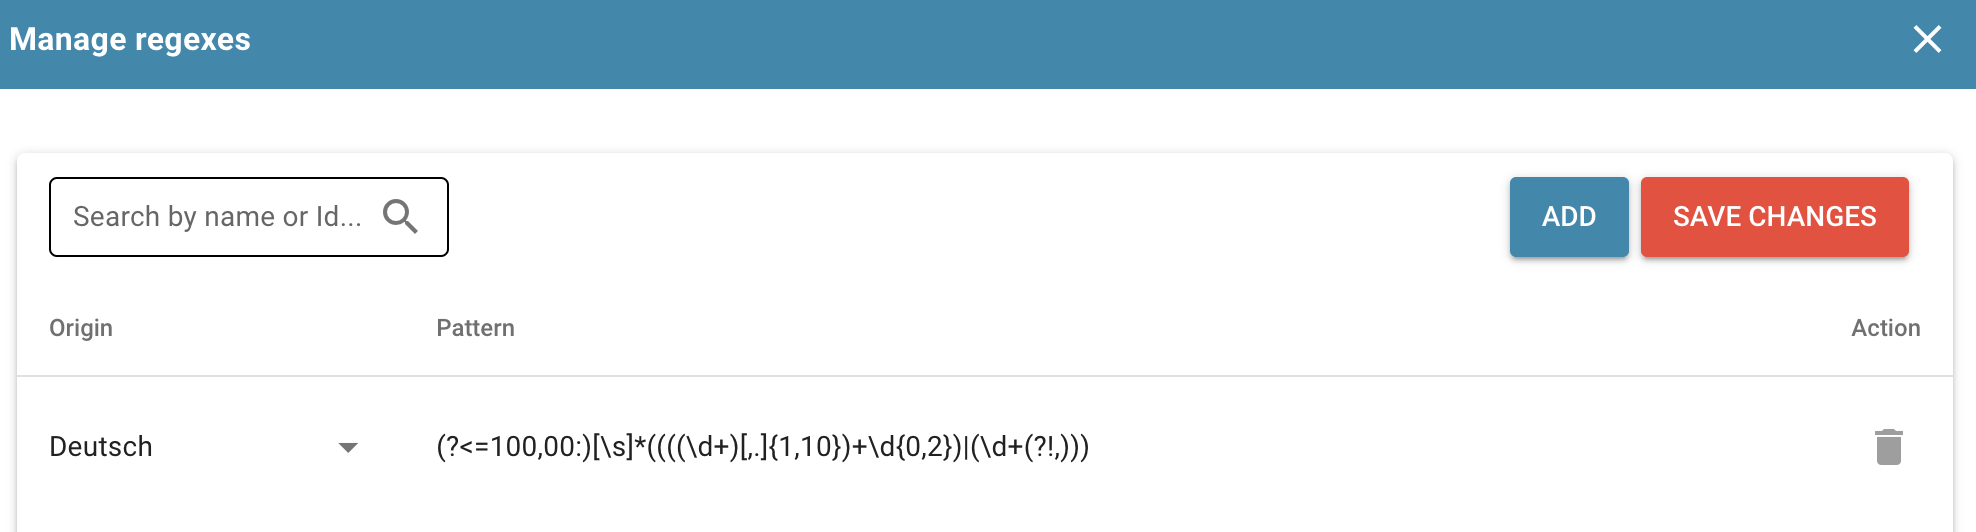 Manage regexes
Search by name or Id...
ADD
SAVE CHANGES
Origin
Pattern
Action
Deutsch
(?<=100,00:)[\s]*((((\d+)[,.]{1,10})+\d{0,2})|(\d+(?!,)))